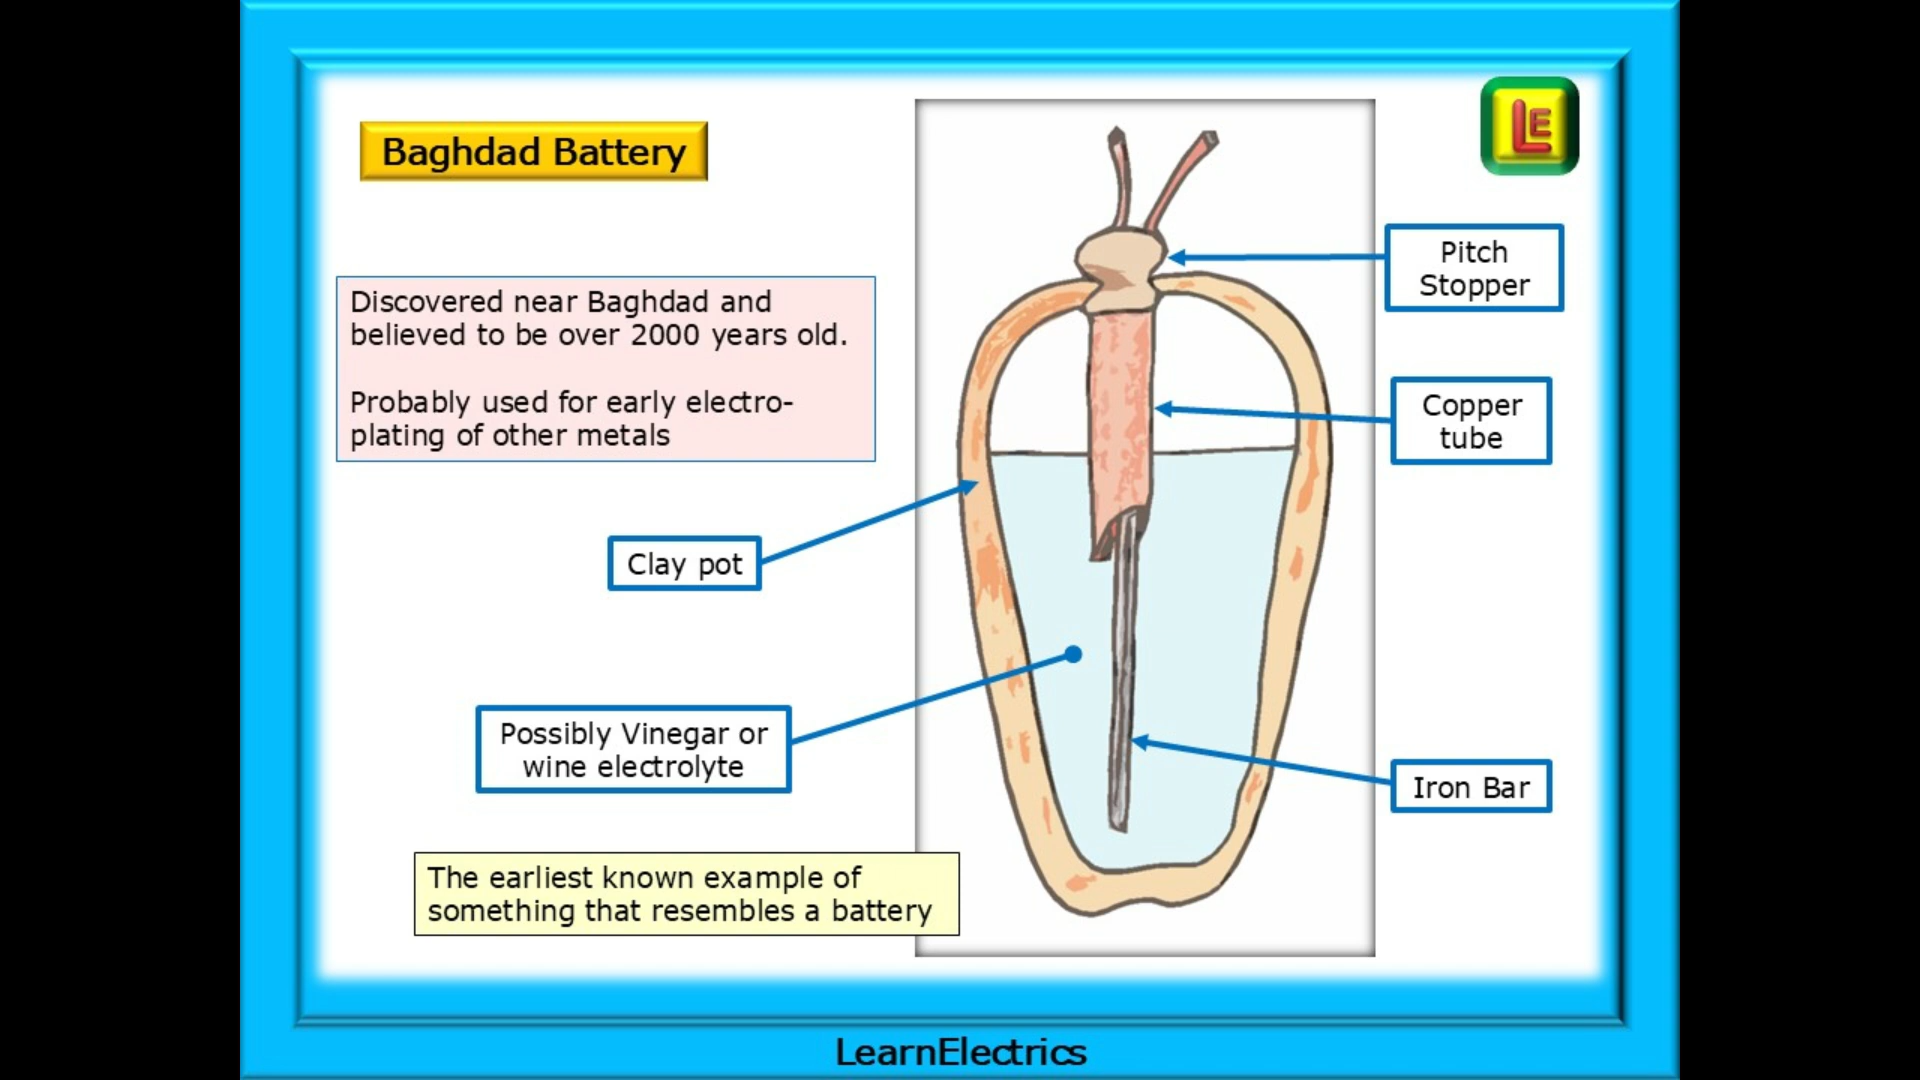 Baghdad Battery
LE
Discovered near Baghdad and
believed to be over 2000 years old.
Probably used for early electro-
plating of other metals
Pitch
Stopper
Copper
tube
Clay pot
Possibly Vinegar or
wine electrolyte
Iron Bar
The earliest known example of
something that resembles a battery
LearnElectrics